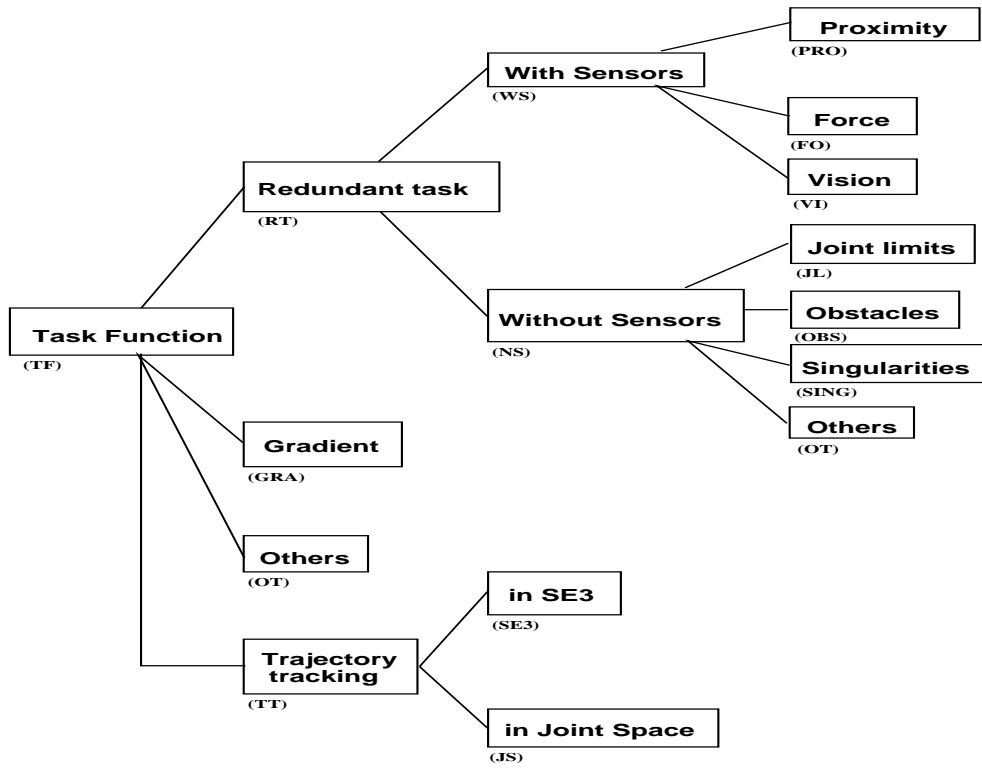 Proximity
(PRO)
With Sensors
(WS)
Force
(FO)
Vision
(VI)
Redundant task
(RT)
Joint limits
(JL)
Without Sensors
(NS)
Obstacles
(OBS)
Singularities
(SING)
Others
(OT)
Task Function
(TF)
Gradient
(GRA)
Others
(OT)
in SE3
(SE3)
Trajectory
tracking
(TT)
in Joint Space
(JS)